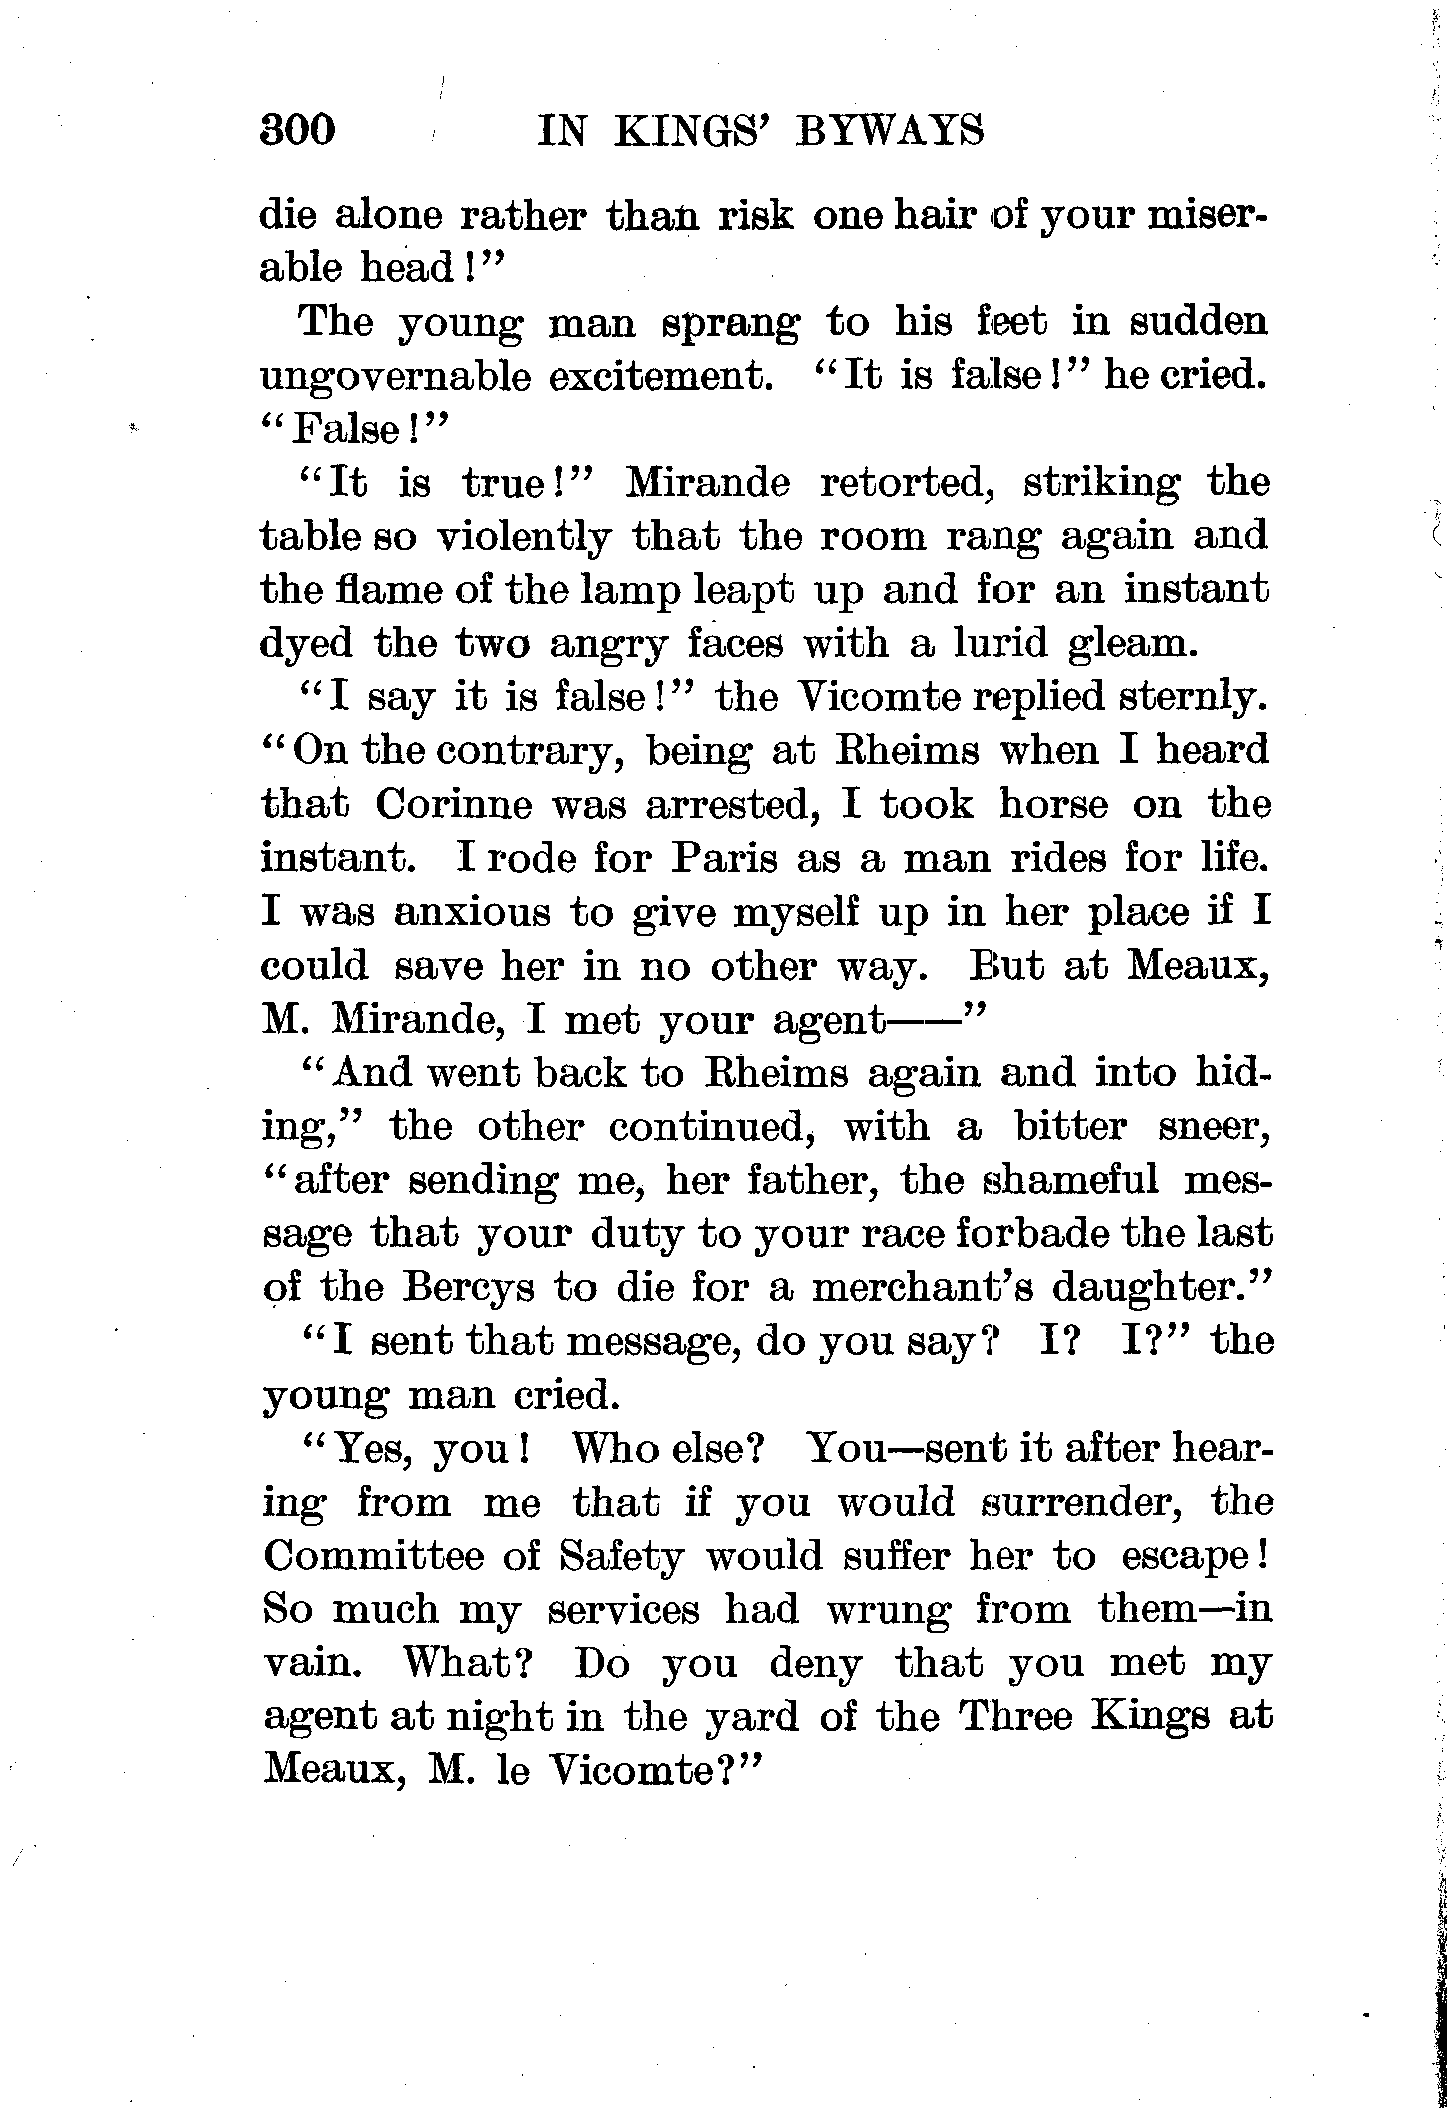 300 IN KINGS' BYWAYS
die alone rather than risk one hair of your miser-
able head!"
The young man sprang to his feet in sudden
ungovernable excitement. "It is false!" he cried.
"False!"
"It is true!" Mirande retorted, striking the
table so violently that the room rang again and
the flame of the lamp leapt up and for an instant
dyed the two angry faces with a lurid gleam.
"I say it is false!" the Vicomte replied sternly.
"On the contrary, being at Rheims when I heard
that Corinne was arrested, I took horse on the
instant. I rode for Paris as a man rides for life.
I was anxious to give myself up in her place if I
could save her in no other way. But at Meaux,
M. Mirande, I met your agent——"
"And went back to Rheims again and into hid-
ing," the other continued, with a bitter sneer,
"after sending me, her father, the shameful mes-
sage that your duty to your race forbade the last
of the Bercys to die for a merchant's daughter."
"I sent that message, do you say? I? I?" the
young man cried.
"Yes, you! Who else? You—sent it after hear-
ing from me that if you would surrender, the
Committee of Safety would suffer her to escape!
So much my services had wrung from them—in
vain. What? Do you deny that you met my
agent at night in the yard of the Three Kings at
Meaux, M. le Vicomte?"